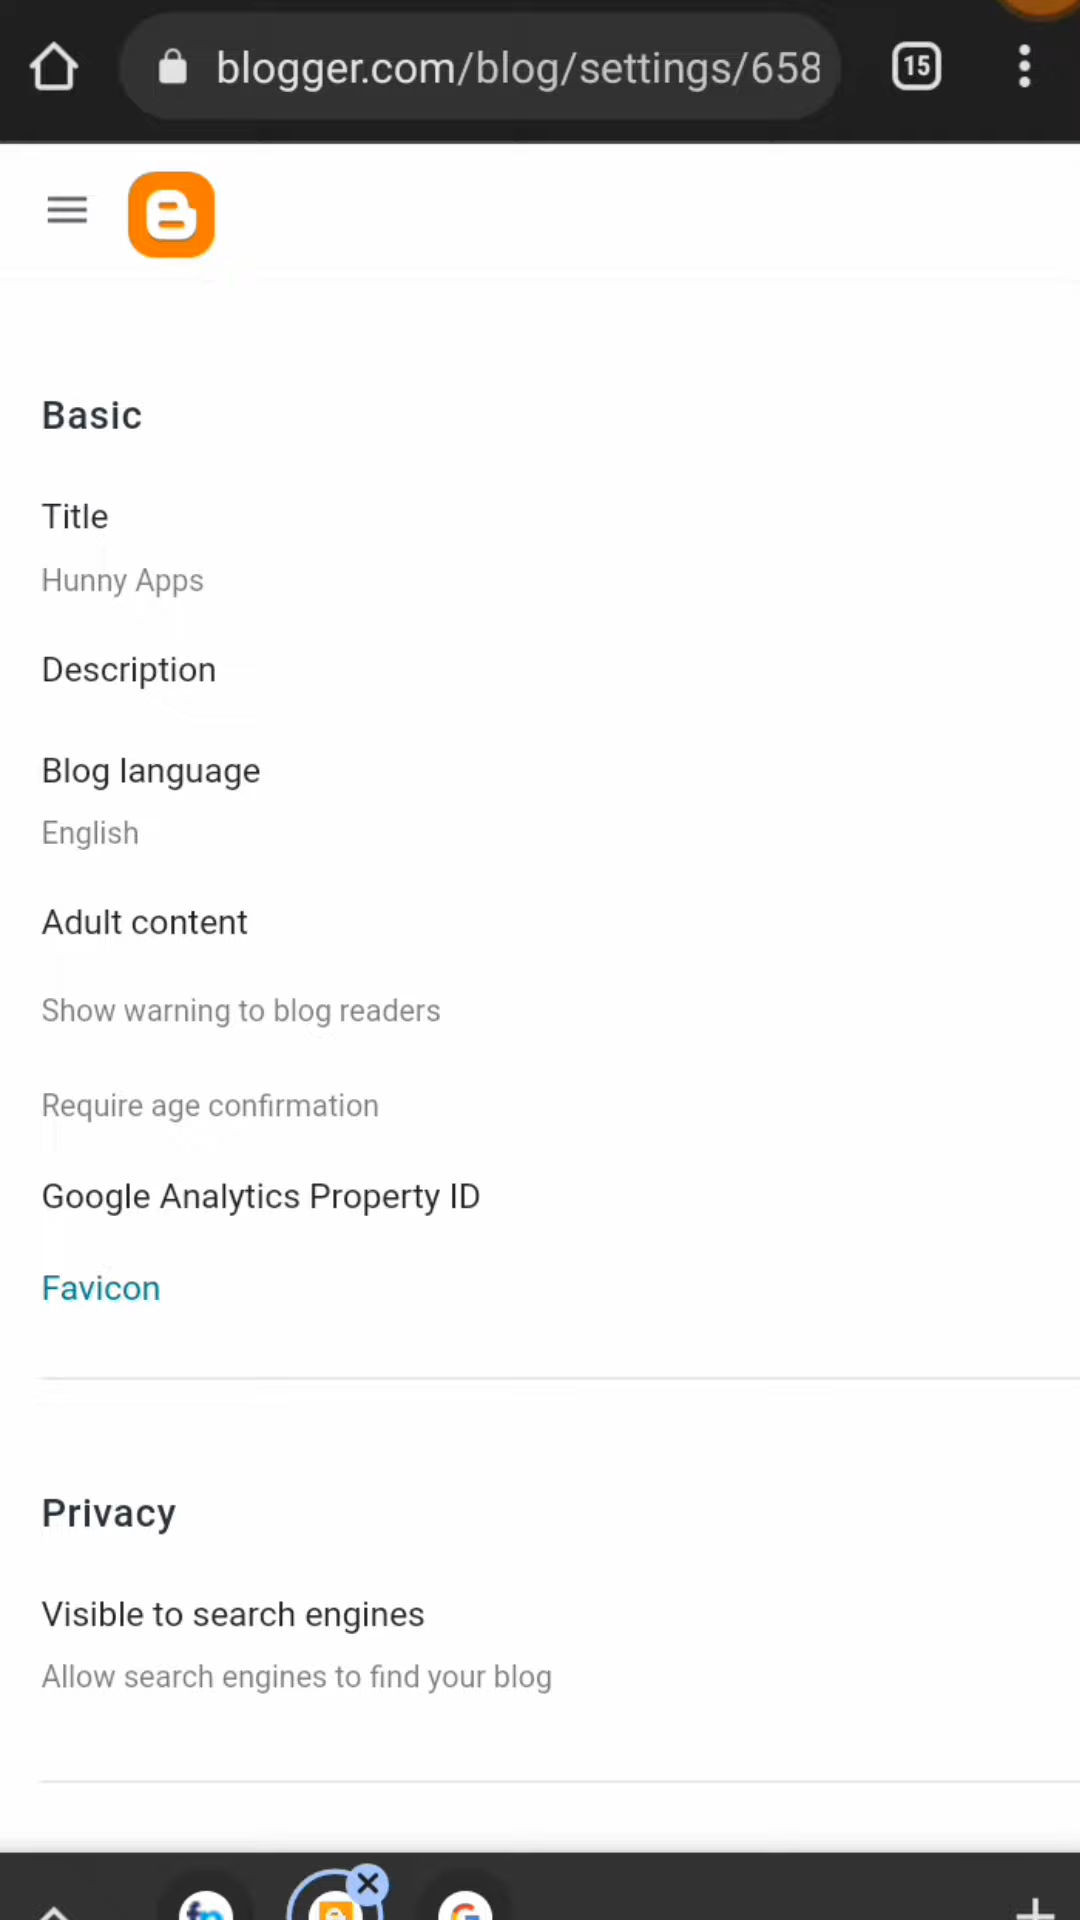 blogger.com/blog/settings/658
15
Basic
Title
Hunny Apps
Description
Blog language
English
Adult content
Show warning to blog readers
Require age confirmation
Google Analytics Property ID
Favicon
Privacy
Visible to search engines
Allow search engines to find your blog